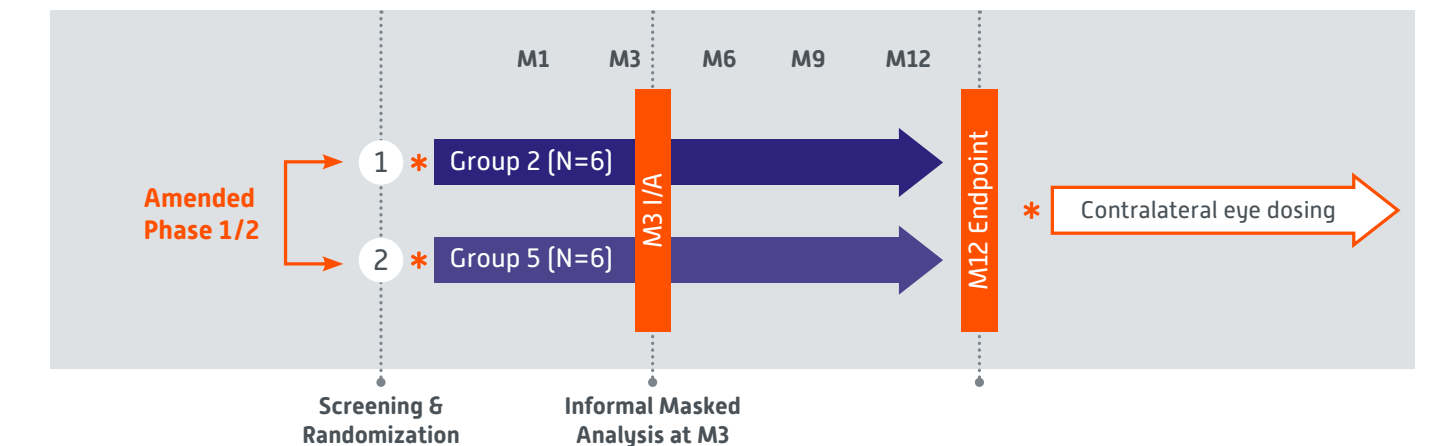 M1 M3 M6 M9 M12
1 * Group 2 (N=6)
Amended
Phase 1/2
2 * Group 5 (N=6)
M3 I/A
M12 Endpoint
* Contralateral eye dosing
Screening &
Randomization
Informal Masked
Analysis at M3